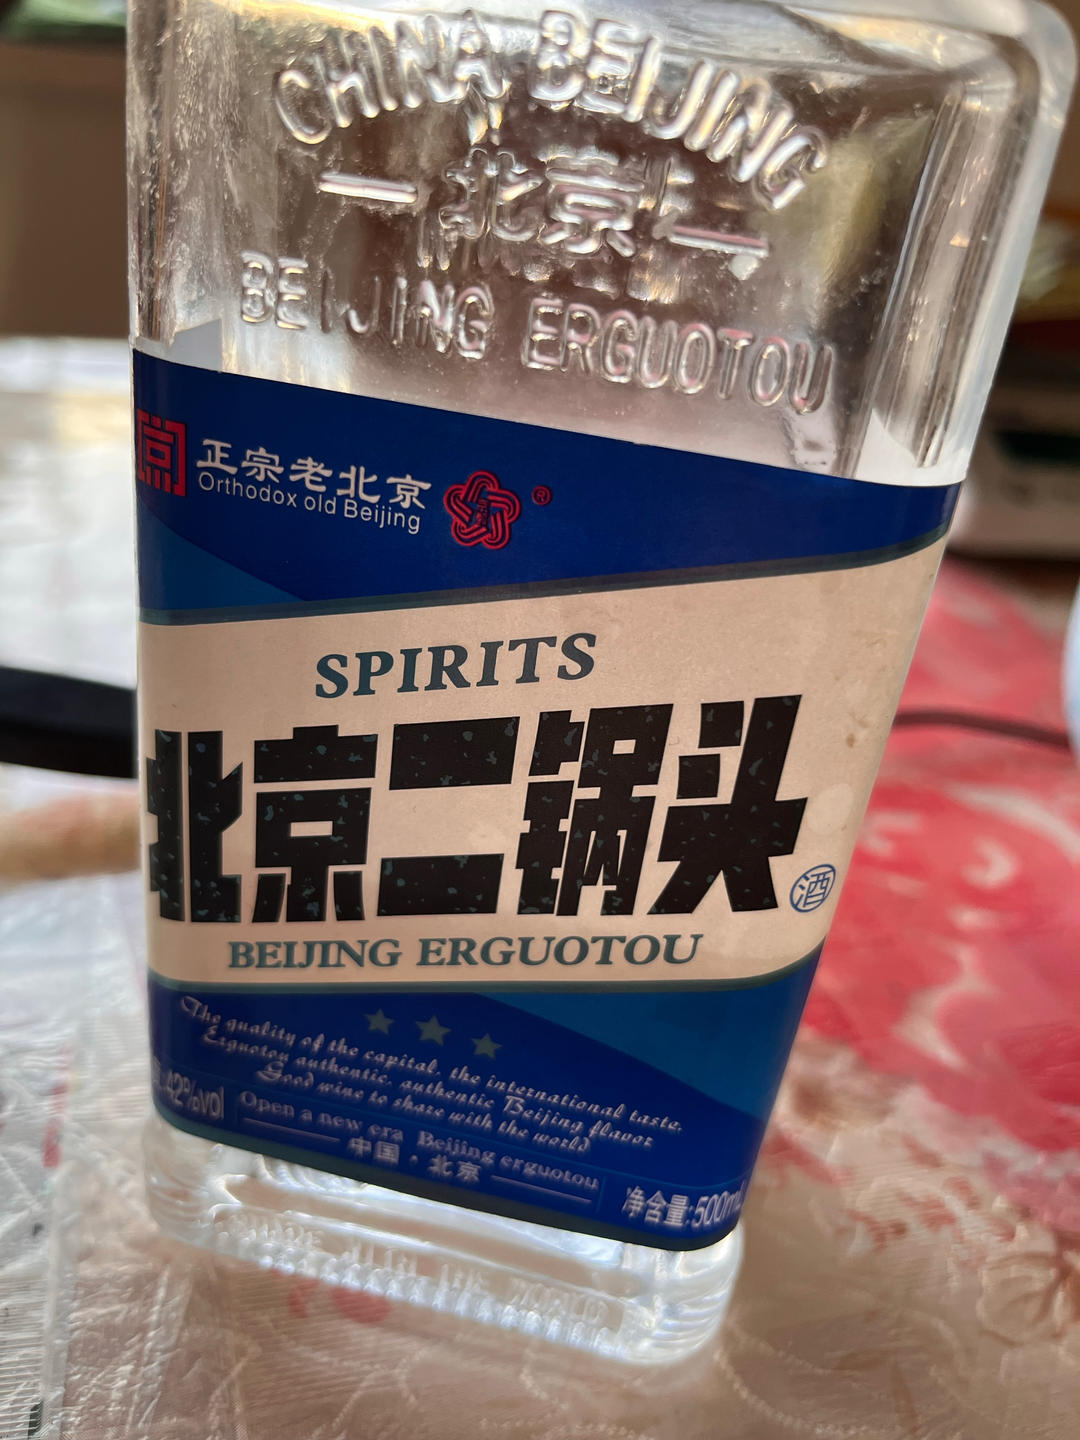 CHINA BEIJING
北京
BEIJING ERGUOTOU
正宗老北京
Orthodox old Beijing
®
SPIRITS
北京二锅头
酒
BEIJING ERGUOTOU
The quality of the capital, the international taste.
Erguotou authentic, authentic Beijing flavor
Good wine to share with the world
42%vol
Open a new era Beijing erguotou
中国·北京
净含量:500mL
THE WORLD